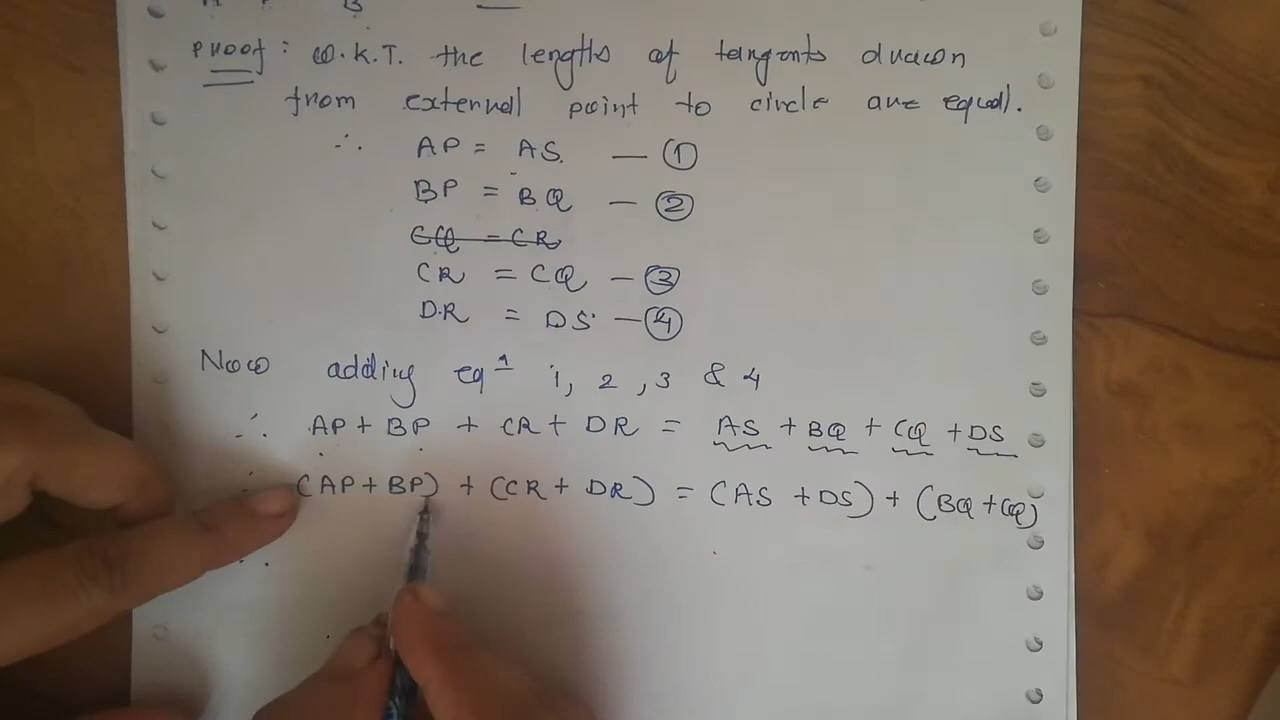 Proof : W.K.T. the lengths of tangents drawn
from external point to circle are equal.
∴ AP = AS. — ①
BP = BQ — ②
CQ = CR
CR = CQ — ③
DR = DS — ④
Now adding eqⁿ 1, 2, 3 & 4
∴ AP + BP + CR + DR = AS + BQ + CQ + DS
∴ (AP + BP) + (CR + DR) = (AS + DS) + (BQ + CQ)
∴